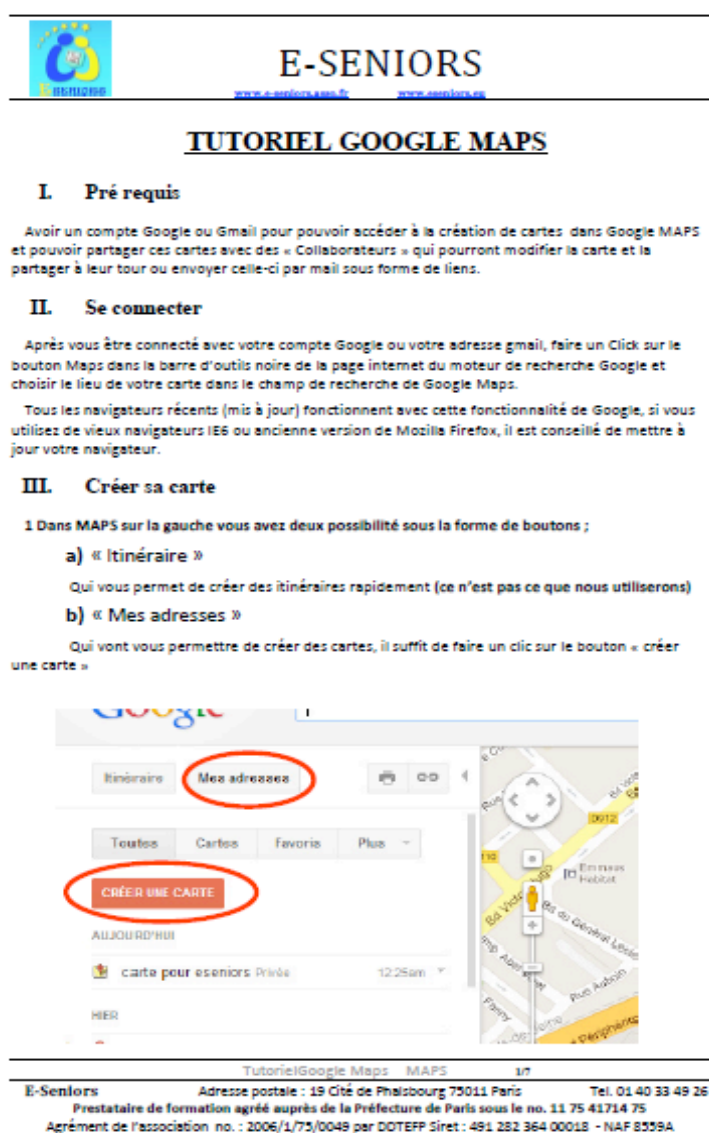 E-SENIORS
ESENIORS
www.e-seniors.asso.fr www.eseniors.eu
TUTORIEL GOOGLE MAPS
I. Pré requis
Avoir un compte Google ou Gmail pour pouvoir accéder à la création de cartes dans Google MAPS
et pouvoir partager ces cartes avec des « Collaborateurs » qui pourront modifier la carte et la
partager à leur tour ou envoyer celle-ci par mail sous forme de liens.
II. Se connecter
Après vous être connecté avec votre compte Google ou votre adresse gmail, faire un Click sur le
bouton Maps dans la barre d'outils noire de la page internet du moteur de recherche Google et
choisir le lieu de votre carte dans le champ de recherche de Google Maps.
Tous les navigateurs récents (mis à jour) fonctionnent avec cette fonctionnalité de Google, si vous
utilisez de vieux navigateurs IE6 ou ancienne version de Mozilla Firefox, il est conseillé de mettre à
jour votre navigateur.
III. Créer sa carte
1 Dans MAPS sur la gauche vous avez deux possibilité sous la forme de boutons ;
a) « Itinéraire »
Qui vous permet de créer des itinéraires rapidement (ce n'est pas ce que nous utiliserons)
b) « Mes adresses »
Qui vont vous permettre de créer des cartes, il suffit de faire un clic sur le bouton « créer
une carte »
Google
Itinéraire Mes adresses
Toutes Cartes Favoris Plus
CRÉER UNE CARTE
AUJOURD'HUI
carte pour eseniors Privée 12:25am
HIER
D912
Emmaus
Habitat
Bd Victor
Bd du Général Leclerc
Rue Aubain
Périphérique
TutorielGoogle Maps MAPS 1/7
E-Seniors Adresse postale : 19 Cité de Phalsbourg 75011 Paris Tel. 01 40 33 49 26
Prestataire de formation agréé auprès de la Préfecture de Paris sous le no. 11 75 41714 75
Agrément de l'association no. : 2006/1/75/0049 par DDTEFP Siret : 491 282 364 00018 - NAF 8559A